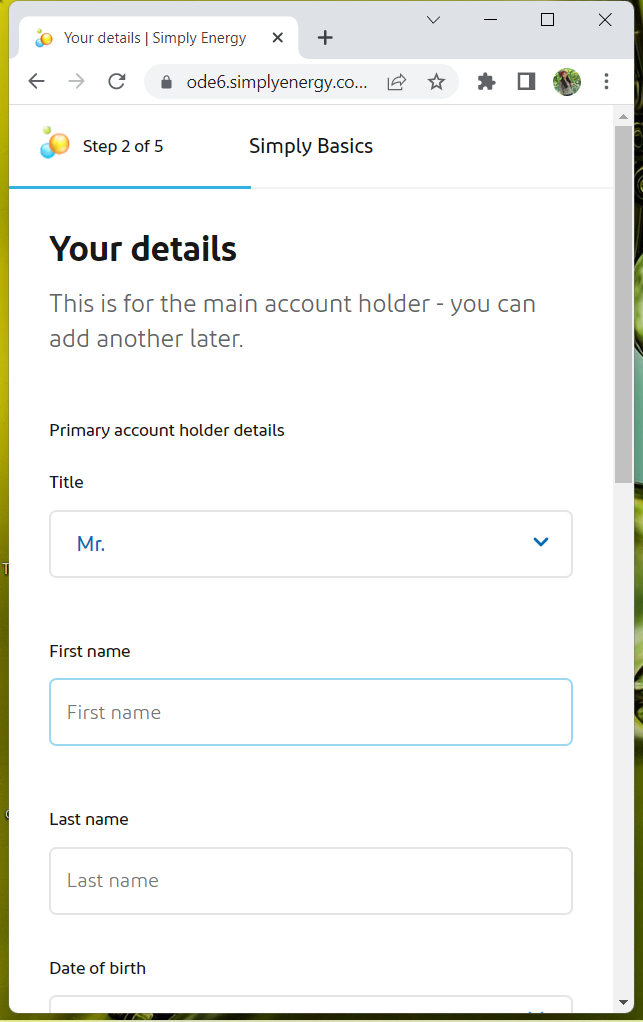 Your details | Simply Energy
ode6.simplyenergy.co...
Step 2 of 5
Simply Basics
Your details
This is for the main account holder - you can
add another later.
Primary account holder details
Title
Mr.
First name
First name
Last name
Last name
Date of birth